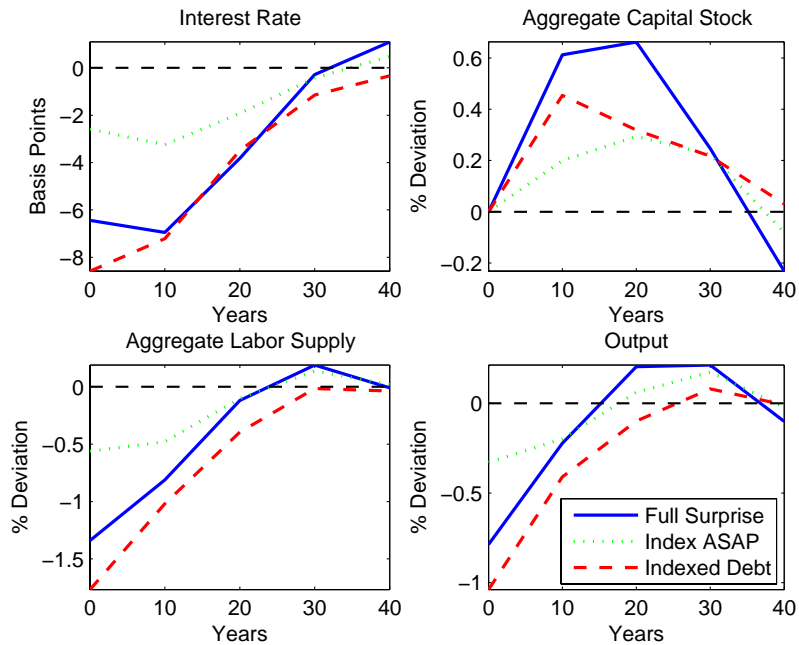 Interest Rate
Basis Points
0
−2
−4
−6
−8
0 10 20 30 40
Years
Aggregate Capital Stock
% Deviation
0.6
0.4
0.2
0
−0.2
0 10 20 30 40
Years
Aggregate Labor Supply
% Deviation
0
−0.5
−1
−1.5
0 10 20 30 40
Years
Output
% Deviation
0
−0.5
−1
0 10 20 30 40
Years
Full Surprise
Index ASAP
Indexed Debt